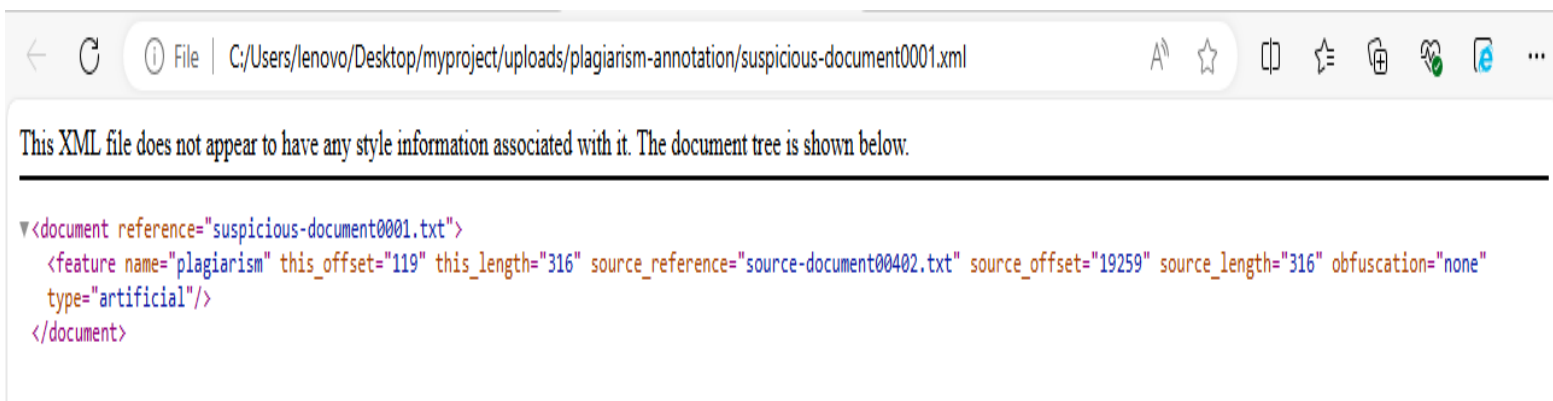 File | C:/Users/lenovo/Desktop/myproject/uploads/plagiarism-annotation/suspicious-document0001.xml
This XML file does not appear to have any style information associated with it. The document tree is shown below.
▼<document reference="suspicious-document0001.txt">
<feature name="plagiarism" this_offset="119" this_length="316" source_reference="source-document00402.txt" source_offset="19259" source_length="316" obfuscation="none"
type="artificial"/>
</document>